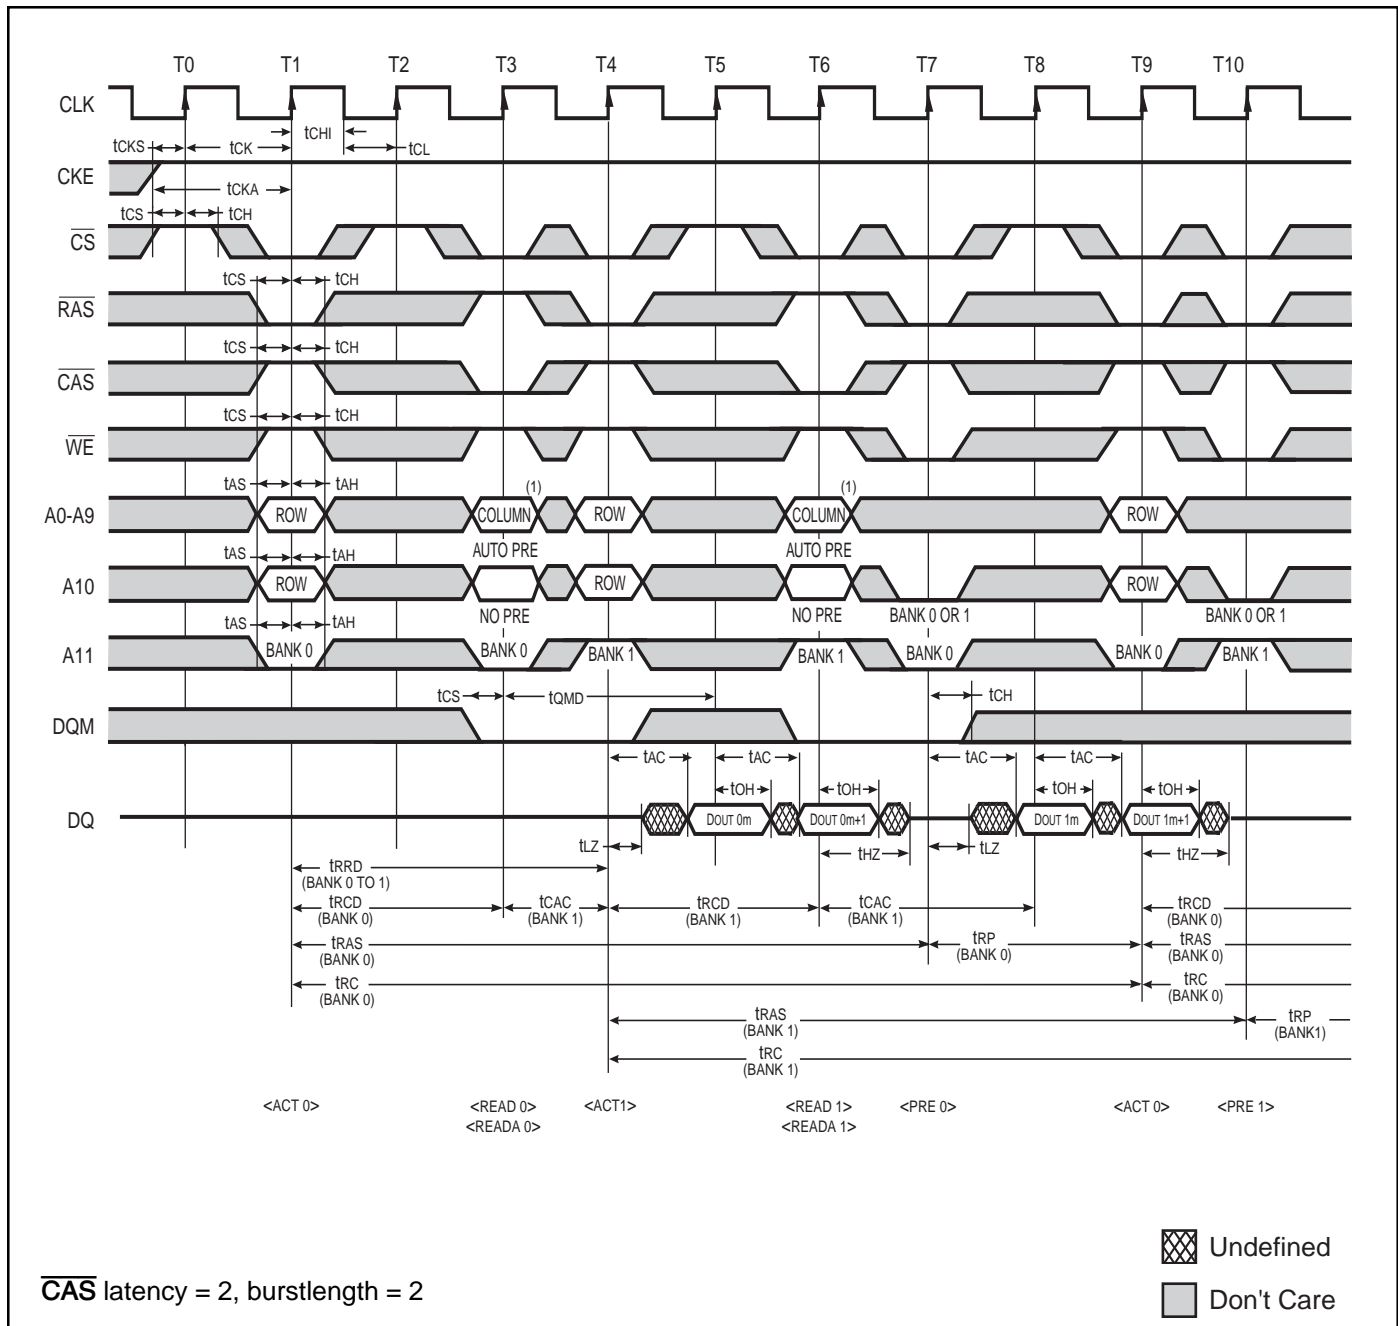 T0 T1 T2 T3 T4 T5 T6 T7 T8 T9 T10
CLK
tCHI
tCKS tCK tCL
CKE
tCKA
tCS tCH
CS
tCS tCH
RAS
tCS tCH
CAS
tCS tCH
WE
tAS tAH (1) (1)
A0-A9 ROW COLUMN ROW COLUMN ROW
tAS tAH AUTO PRE AUTO PRE
A10 ROW ROW ROW
NO PRE NO PRE BANK 0 OR 1 BANK 0 OR 1
tAS tAH
A11 BANK 0 BANK 0 BANK 1 BANK 1 BANK 0 BANK 0 BANK 1
tCS tQMD tCH
DQM
tAC tAC tAC tAC
tOH tOH tOH tOH
DQ DOUT 0m DOUT 0m+1 DOUT 1m DOUT 1m+1
tLZ tHZ tLZ tHZ
tRRD
(BANK 0 TO 1)
tRCD tCAC tRCD tCAC tRCD
(BANK 0) (BANK 1) (BANK 1) (BANK 1) (BANK 0)
tRAS tRP tRAS
(BANK 0) (BANK 0) (BANK 0)
tRC tRC
(BANK 0) (BANK 0)
tRAS tRP
(BANK 1) (BANK1)
tRC
(BANK 1)
<ACT 0> <READ 0> <ACT1> <READ 1> <PRE 0> <ACT 0> <PRE 1>
<READA 0> <READA 1>
Undefined
CAS latency = 2, burstlength = 2
Don't Care